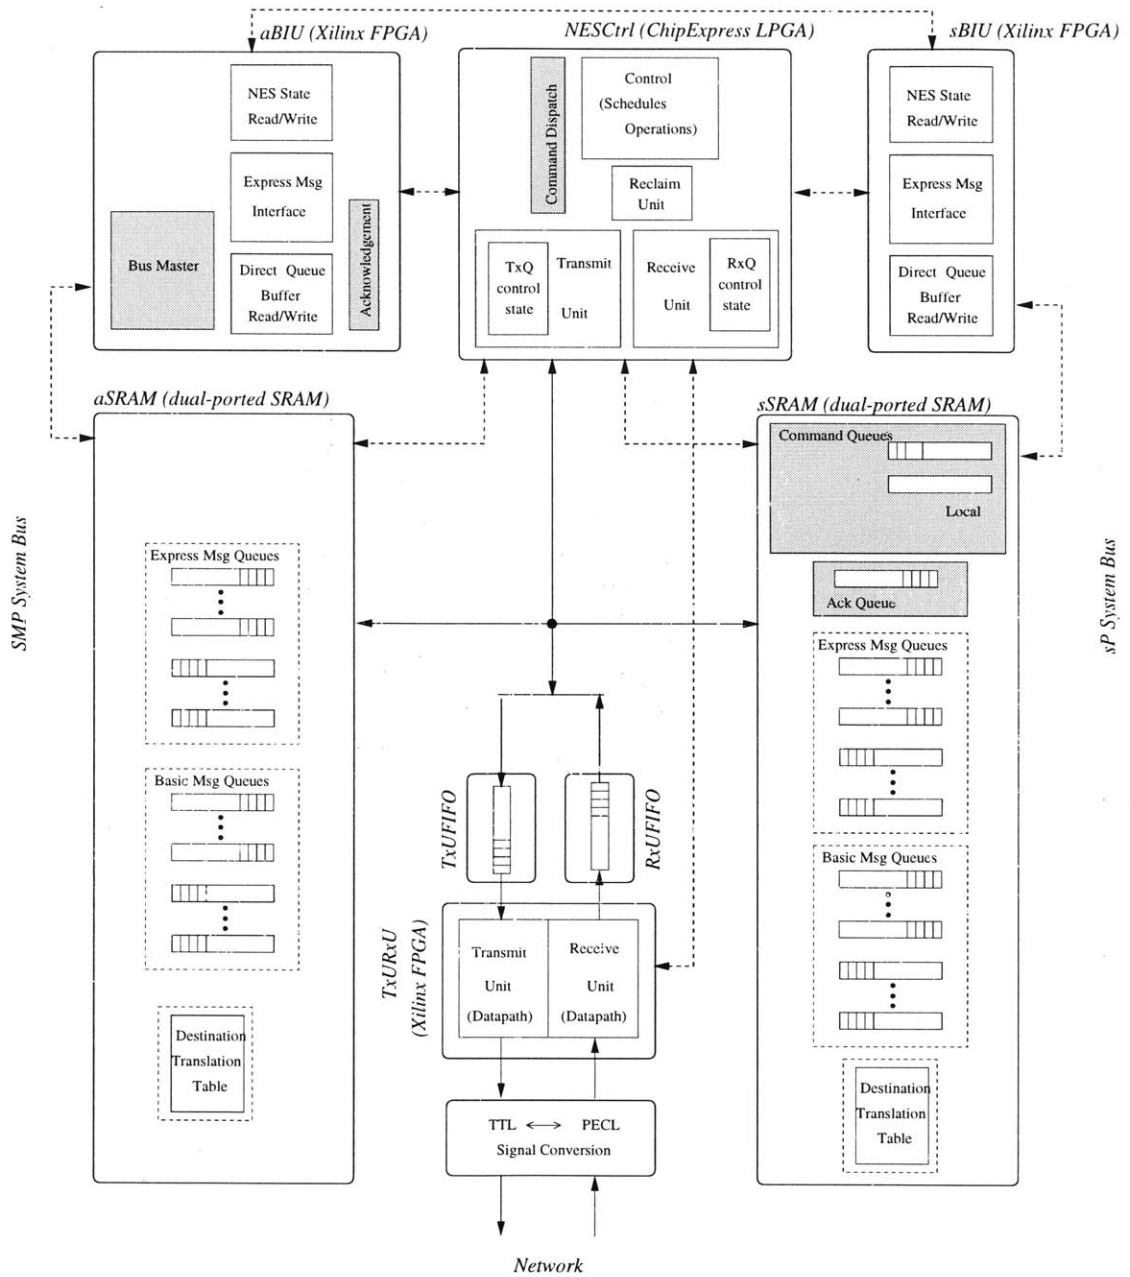 aBIU (Xilinx FPGA)
NESCtrl (ChipExpress LPGA)
sBIU (Xilinx FPGA)
NES State
Read/Write
Express Msg
Interface
Bus Master
Direct Queue
Buffer
Read/Write
Acknowledgement
Command Dispatch
Control
(Schedules
Operations)
Reclaim
Unit
TxQ
control
state
Transmit
Unit
Receive
Unit
RxQ
control
state
NES State
Read/Write
Express Msg
Interface
Direct Queue
Buffer
Read/Write
aSRAM (dual-ported SRAM)
sSRAM (dual-ported SRAM)
SMP System Bus
Express Msg Queues
Basic Msg Queues
Destination
Translation
Table
Command Queues
Local
Ack Queue
Express Msg Queues
Basic Msg Queues
Destination
Translation
Table
sP System Bus
TxUFIFO
RxUFIFO
TxURxU
(Xilinx FPGA)
Transmit
Unit
(Datapath)
Receive
Unit
(Datapath)
TTL PECL
Signal Conversion
Network